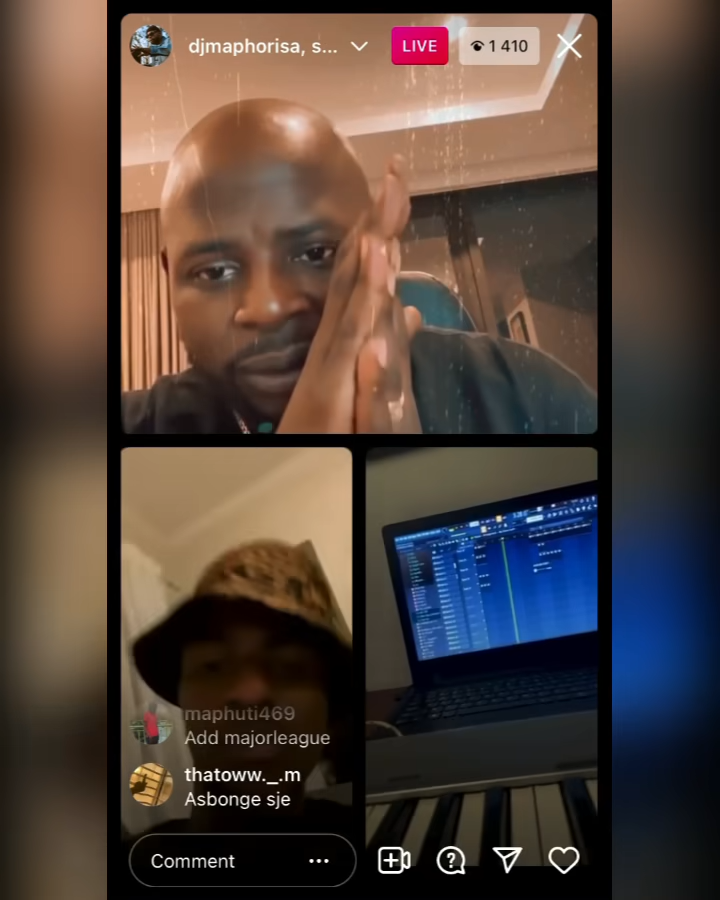 djmaphorisa, s...
LIVE
1 410
maphuti469
Add majorleague
thatoww._.m
Asbonge sje
Comment